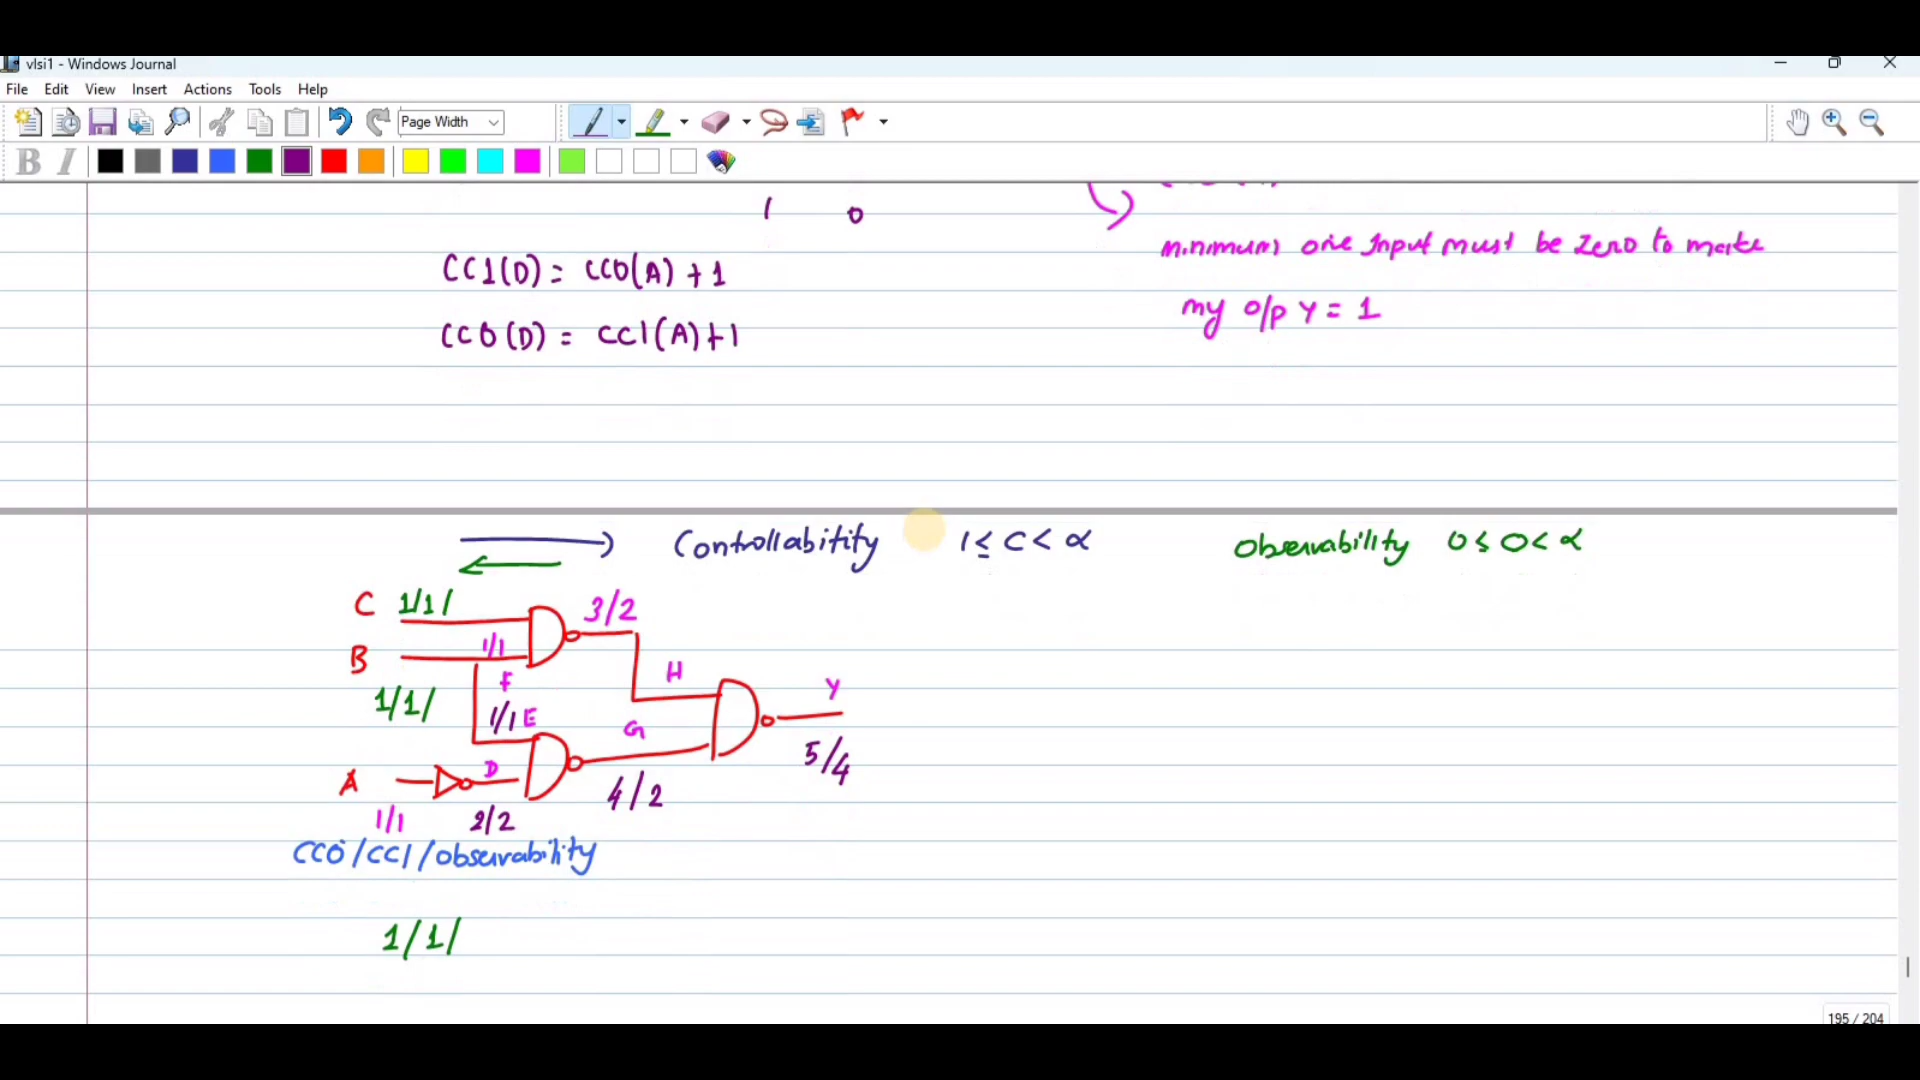 vlsi1 - Windows Journal
File Edit View Insert Actions Tools Help
Page Width
B I
1 0
CC1(D) = CC0(A) + 1
CC0(D) = CC1(A)+1
minimum one Input must be Zero to make
my o/p Y = 1
Controllability 1 ≤ C < α
Observability 0 ≤ O < α
C 1/1/ 3/2
B 1/1 H
F Y
1/1/ 1/1 E G
5/4
A D 4/2
1/1 2/2
CC0/CC1/observability
1/1/
195 / 204